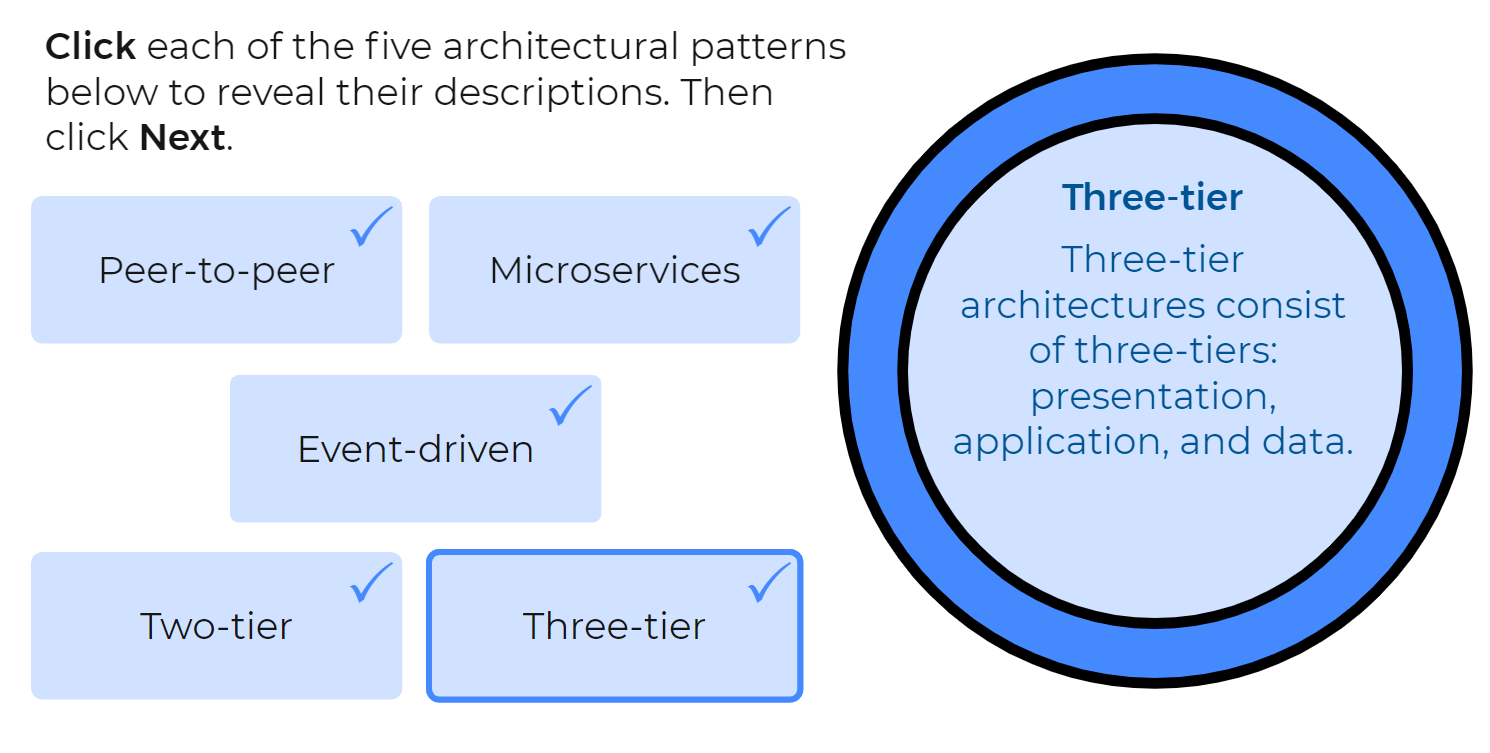 Click each of the five architectural patterns
below to reveal their descriptions. Then
click Next.
Peer-to-peer
Microservices
Event-driven
Two-tier
Three-tier
Three-tier
Three-tier
architectures consist
of three-tiers:
presentation,
application, and data.